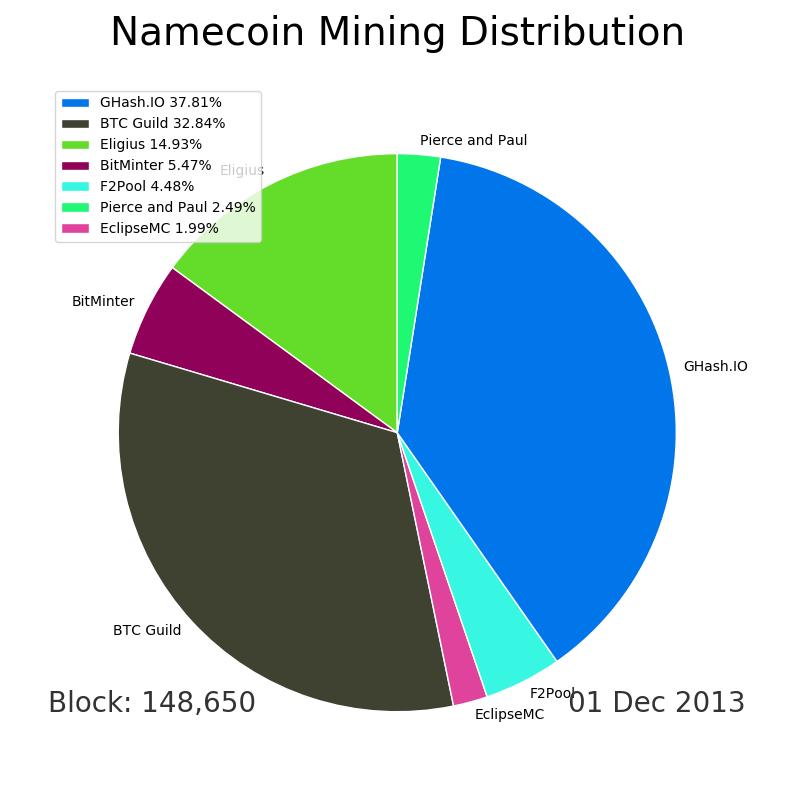 Namecoin Mining Distribution
GHash.IO 37.81%
BTC Guild 32.84%
Eligius 14.93%
BitMinter 5.47%
F2Pool 4.48%
Pierce and Paul 2.49%
EclipseMC 1.99%
Pierce and Paul
Eligius
BitMinter
GHash.IO
BTC Guild
F2Pool
EclipseMC
Block: 148,650
01 Dec 2013